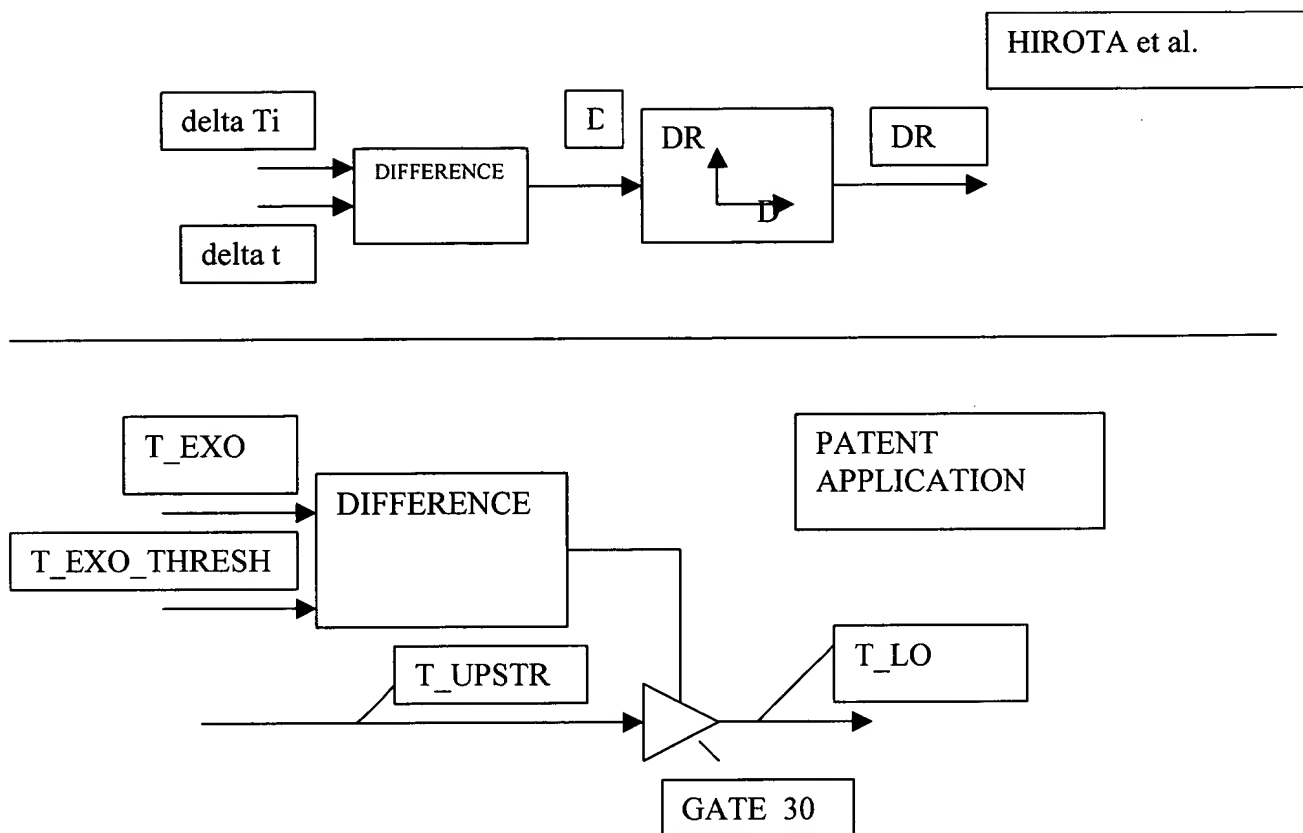 HIROTA et al.
delta Ti
DIFFERENCE
delta t
DR
D
DR
T_EXO
T_EXO_THRESH
DIFFERENCE
PATENT
APPLICATION
T_UPSTR
T_LO
GATE 30